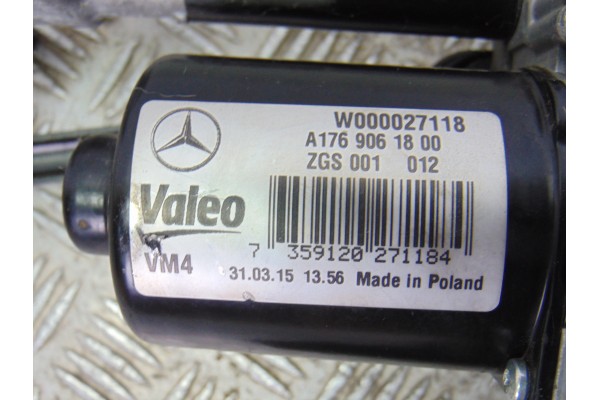 W000027118
A176 906 18 00
ZGS 001 012
Valeo
7 359120 271184
VM4
31.03.15 13.56 Made in Poland